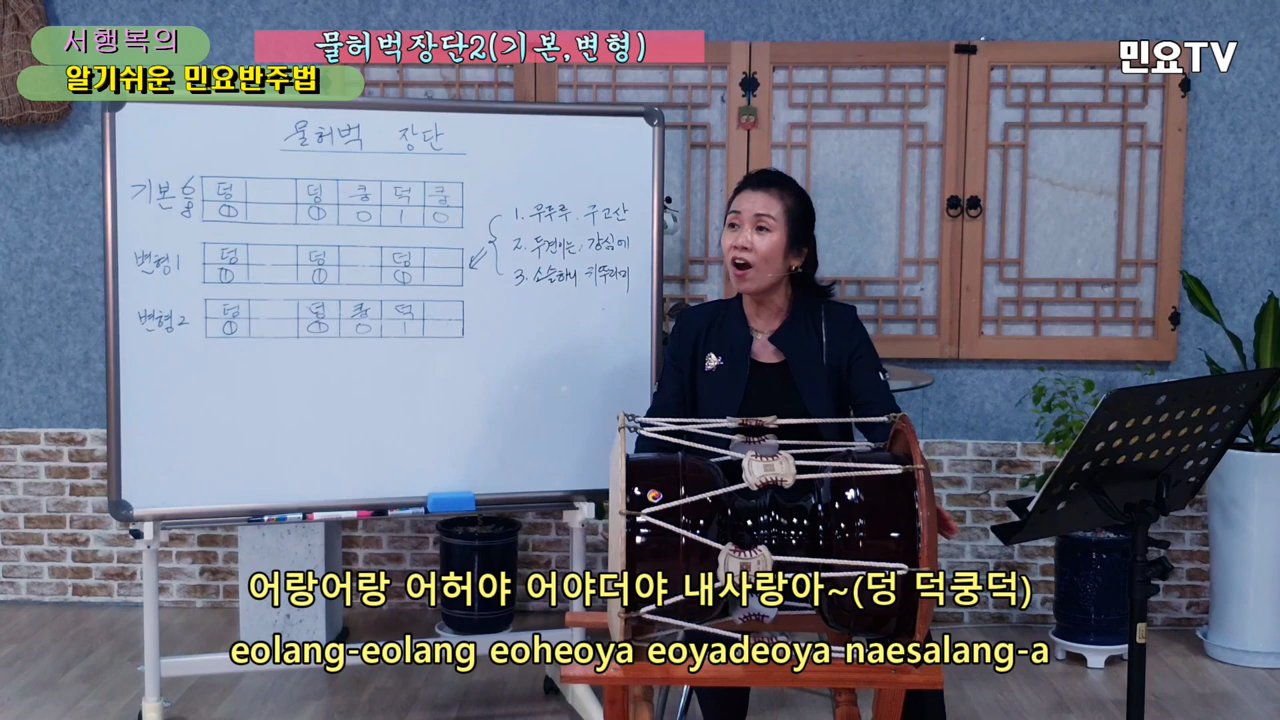 서행복의
알기쉬운 민요반주법
물허벅장단2(기본,변형)
민요TV
물허벅 장단
기본
덩 덩 쿵 덕 쿵
변형1
덩 덩 덩
변형2
덩 덩 쿵 덕
1. 우주루. 주고산
2. 두견이는, 강심에
3. 소슬하니 귀뚜라미
어랑어랑 어허야 어야더야 내사랑아~(덩 덕쿵덕)
eolang-eolang eoheoya eoyadeoya naesalang-a